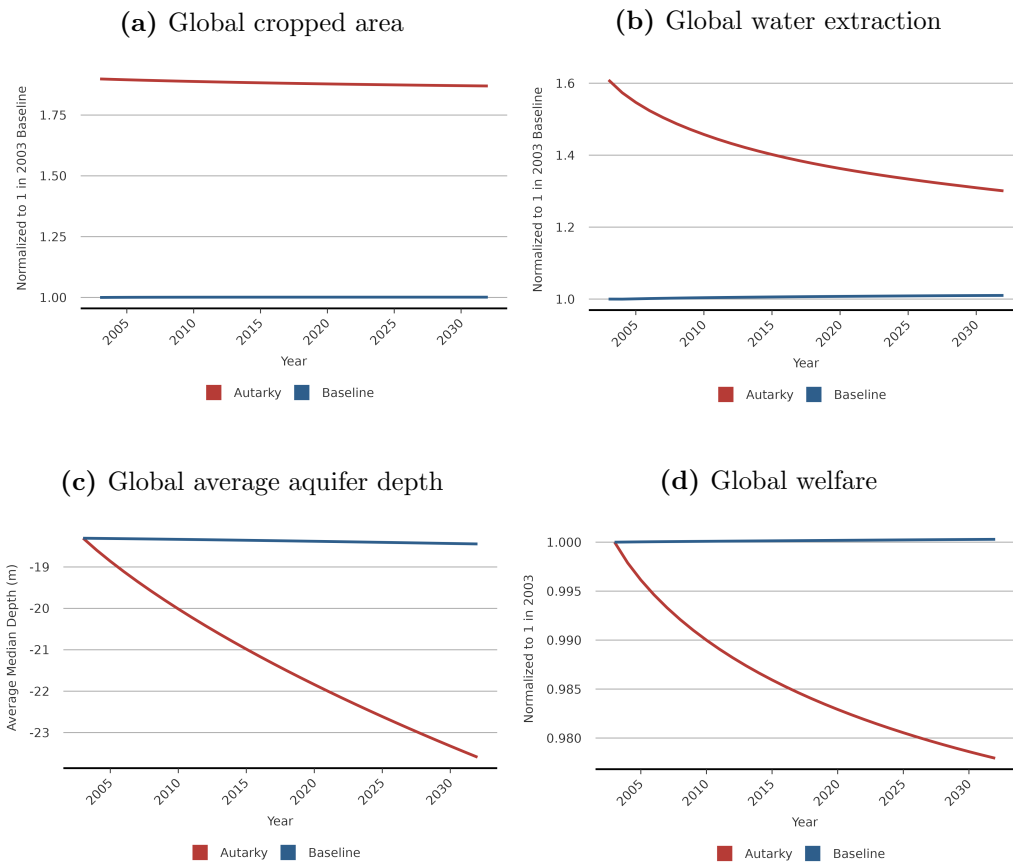 (a) Global cropped area
Normalized to 1 in 2003 Baseline
1.75
1.50
1.25
1.00
2005
2010
2015
2020
2025
2030
Year
Autarky
Baseline
(b) Global water extraction
Normalized to 1 in 2003 Baseline
1.6
1.4
1.2
1.0
2005
2010
2015
2020
2025
2030
Year
Autarky
Baseline
(c) Global average aquifer depth
Average Median Depth (m)
-19
-20
-21
-22
-23
2005
2010
2015
2020
2025
2030
Year
Autarky
Baseline
(d) Global welfare
Normalized to 1 in 2003
1.000
0.995
0.990
0.985
0.980
2005
2010
2015
2020
2025
2030
Year
Autarky
Baseline